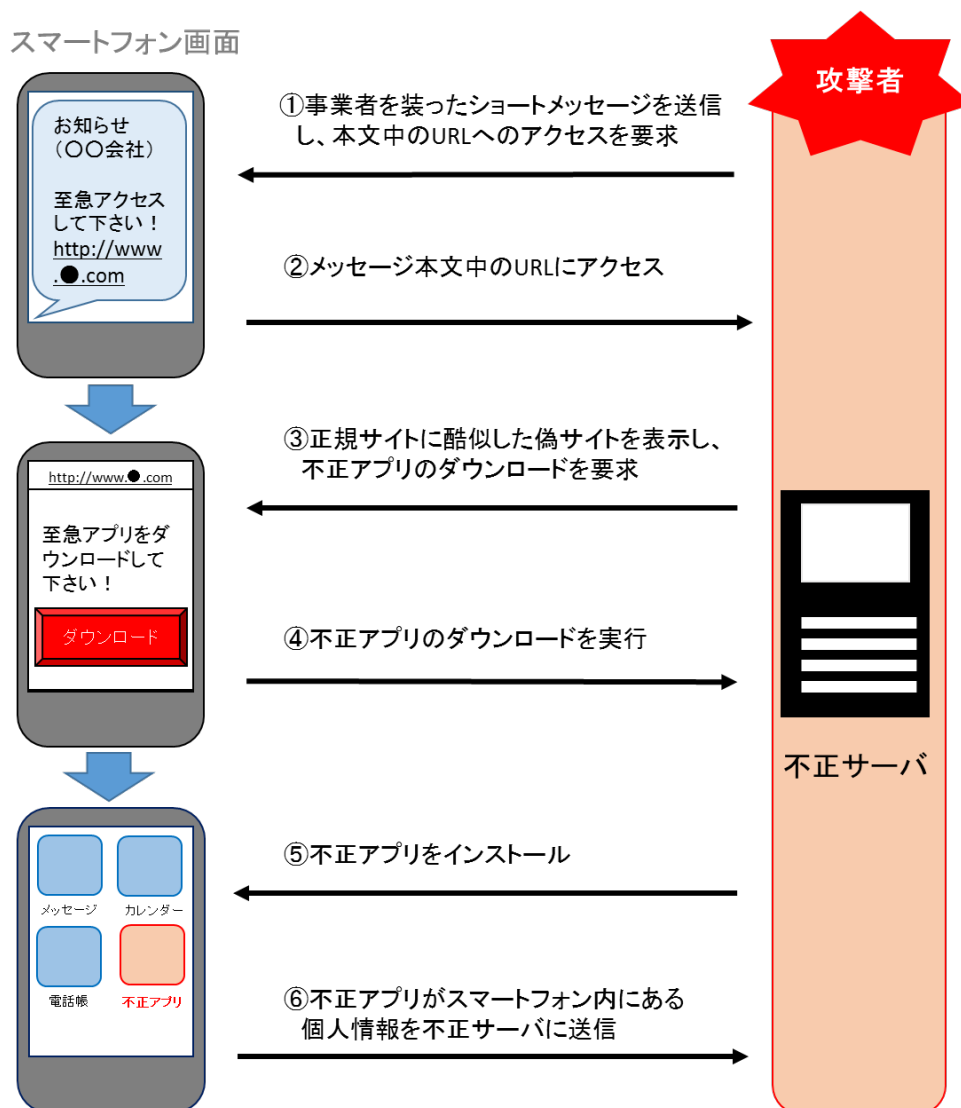 スマートフォン画面
攻撃者
お知らせ
(〇〇会社)
至急アクセス
して下さい！
http://www
.●.com
①事業者を装ったショートメッセージを送信
し、本文中のURLへのアクセスを要求
②メッセージ本文中のURLにアクセス
http://www.●.com
至急アプリをダ
ウンロードして
下さい！
ダウンロード
③正規サイトに酷似した偽サイトを表示し、
不正アプリのダウンロードを要求
④不正アプリのダウンロードを実行
不正サーバ
メッセージ
カレンダー
電話帳
不正アプリ
⑤不正アプリをインストール
⑥不正アプリがスマートフォン内にある
個人情報を不正サーバに送信